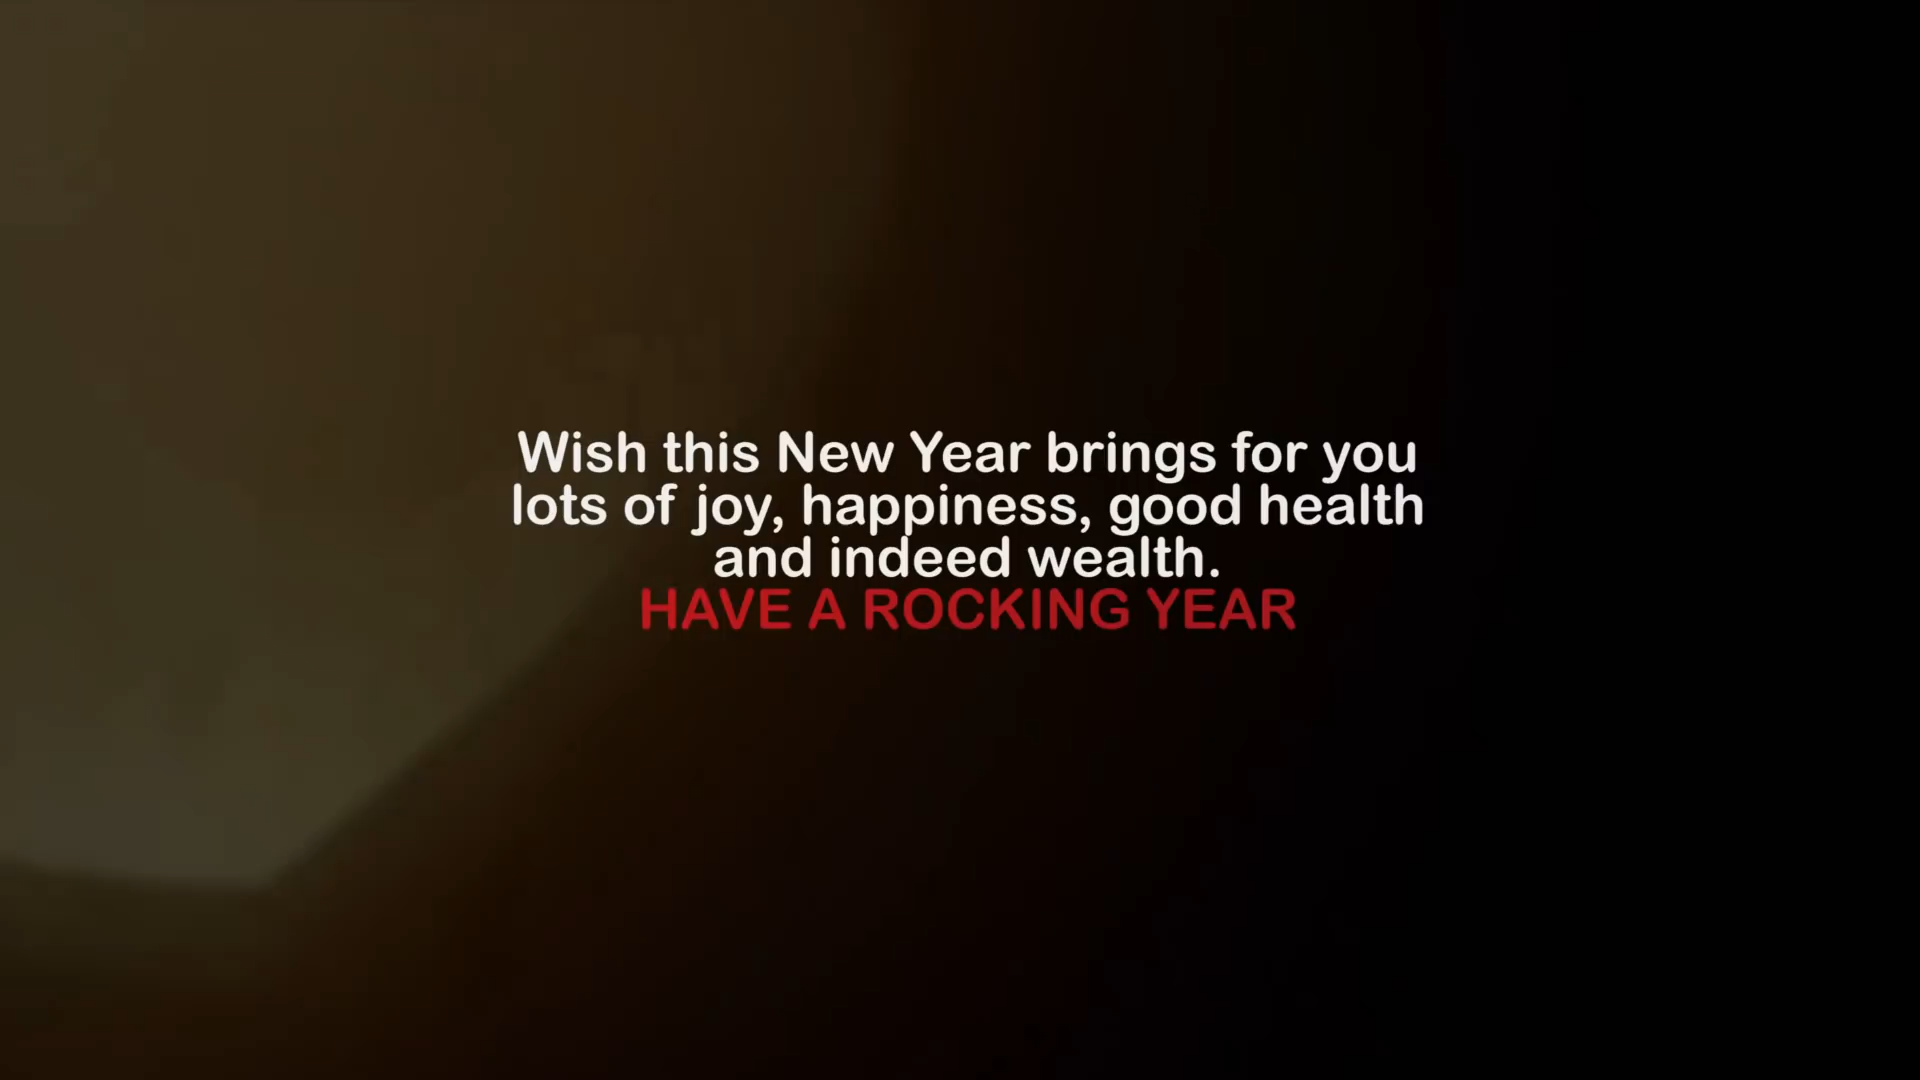 Wish this New Year brings for you
lots of joy, happiness, good health
and indeed wealth.
HAVE A ROCKING YEAR